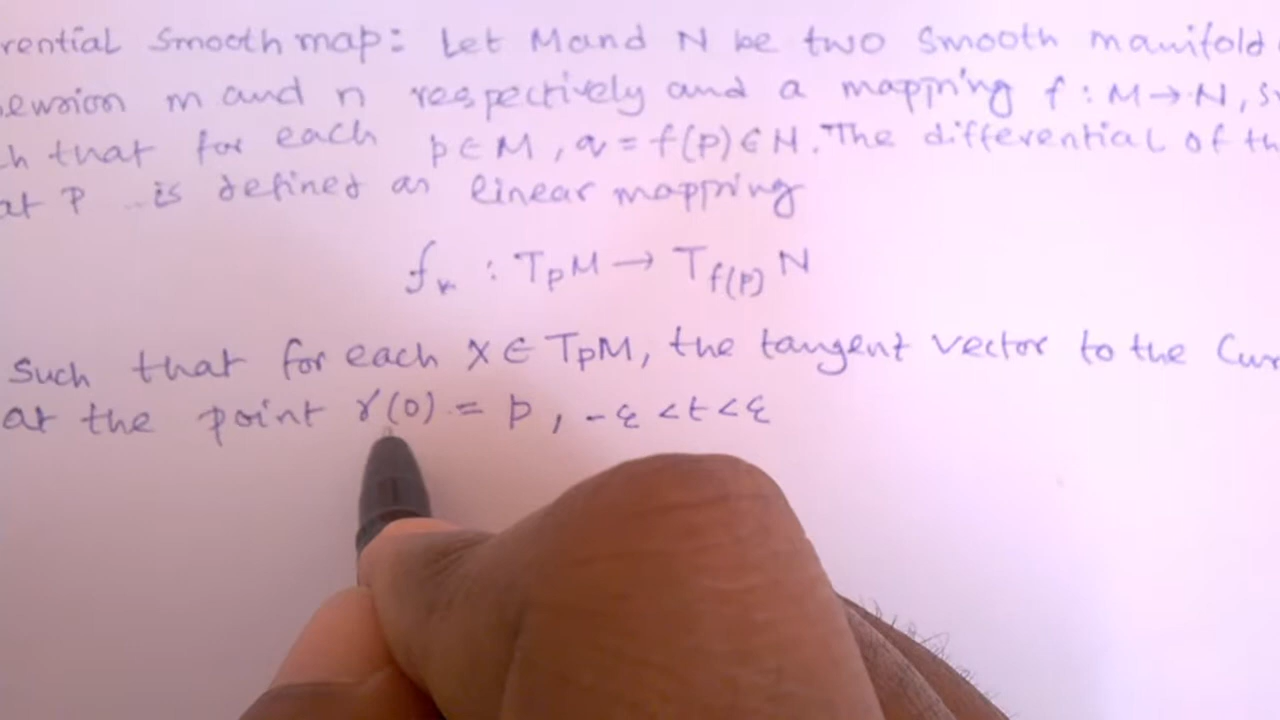 rential Smooth map: Let M and N be two smooth manifold
ension m and n respectively and a mapping f : M → N, s
ch that for each p ∈ M, q = f(p) ∈ N. The differential of th
at P is defined as linear mapping
f* : TpM → Tf(p) N
Such that for each X ∈ TpM, the tangent vector to the Cur
at the point γ(0) = p, -ε < t < ε